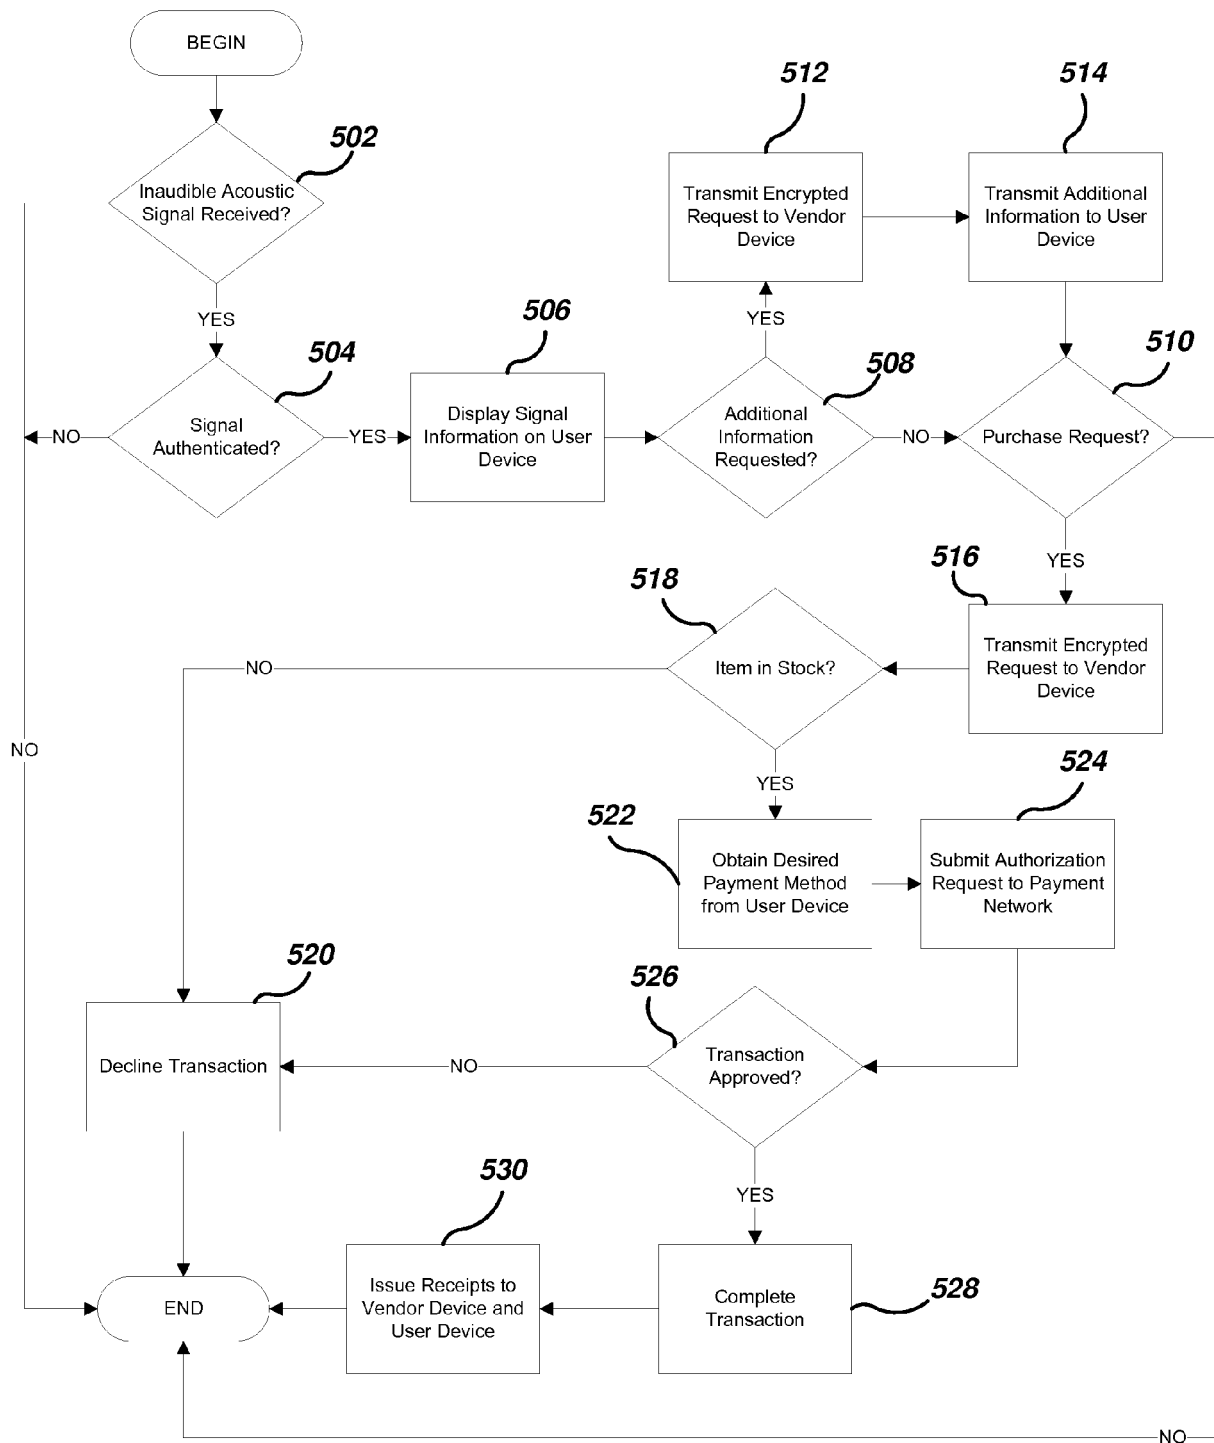 BEGIN
502
Inaudible Acoustic
Signal Received?
YES
504
Signal
Authenticated?
NO
YES
506
Display Signal
Information on User
Device
508
Additional
Information
Requested?
YES
NO
512
Transmit Encrypted
Request to Vendor
Device
514
Transmit Additional
Information to User
Device
510
Purchase Request?
YES
516
Transmit Encrypted
Request to Vendor
Device
518
Item in Stock?
NO
NO
YES
522
Obtain Desired
Payment Method
from User Device
524
Submit Authorization
Request to Payment
Network
520
Decline Transaction
526
Transaction
Approved?
NO
YES
528
Complete
Transaction
530
Issue Receipts to
Vendor Device and
User Device
END
NO